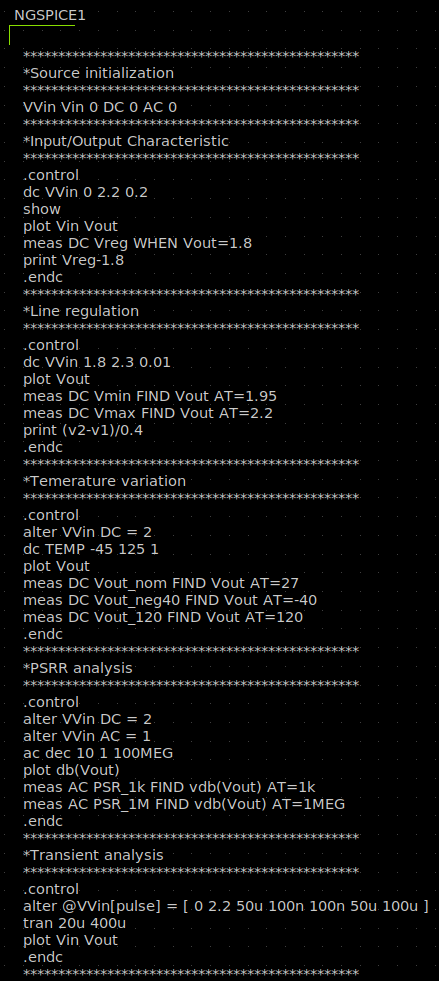 NGSPICE1
************************************************
*Source initialization
************************************************
VVin Vin 0 DC 0 AC 0
************************************************
*Input/Output Characteristic
************************************************
.control
dc VVin 0 2.2 0.2
show
plot Vin Vout
meas DC Vreg WHEN Vout=1.8
print Vreg-1.8
.endc
************************************************
*Line regulation
************************************************
.control
dc VVin 1.8 2.3 0.01
plot Vout
meas DC Vmin FIND Vout AT=1.95
meas DC Vmax FIND Vout AT=2.2
print (v2-v1)/0.4
.endc
************************************************
*Temerature variation
************************************************
.control
alter VVin DC = 2
dc TEMP -45 125 1
plot Vout
meas DC Vout_nom FIND Vout AT=27
meas DC Vout_neg40 FIND Vout AT=-40
meas DC Vout_120 FIND Vout AT=120
.endc
************************************************
*PSRR analysis
************************************************
.control
alter VVin DC = 2
alter VVin AC = 1
ac dec 10 1 100MEG
plot db(Vout)
meas AC PSR_1k FIND vdb(Vout) AT=1k
meas AC PSR_1M FIND vdb(Vout) AT=1MEG
.endc
************************************************
*Transient analysis
************************************************
.control
alter @VVin[pulse] = [ 0 2.2 50u 100n 100n 50u 100u ]
tran 20u 400u
plot Vin Vout
.endc
************************************************